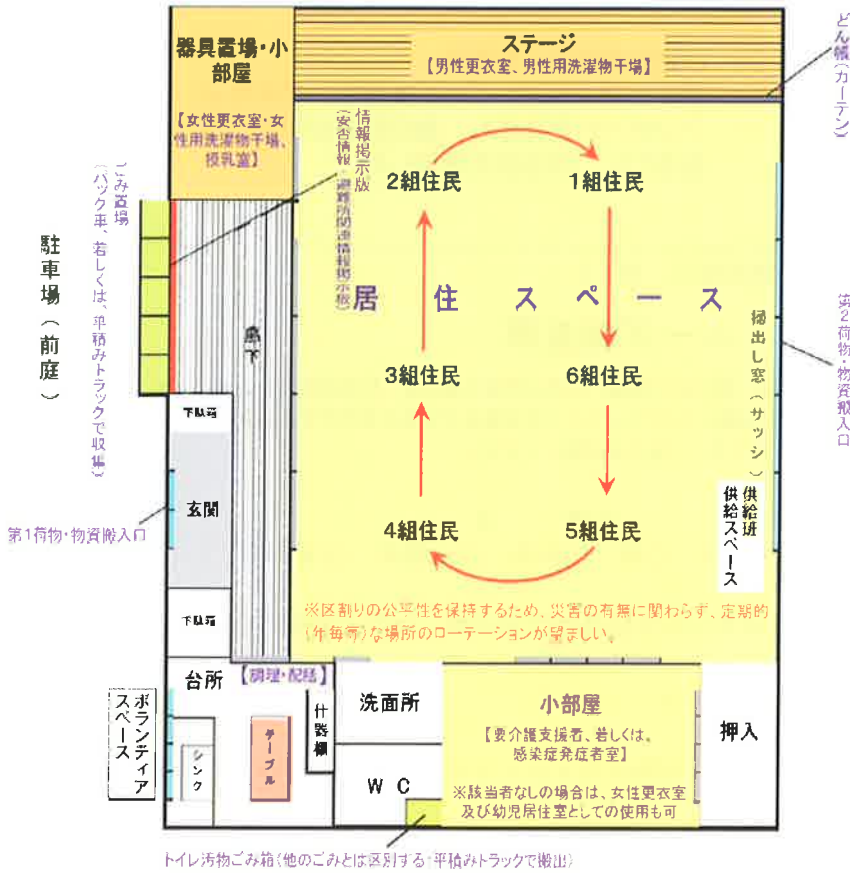 器具置場・小
部屋
【女性更衣室・女
性用洗濯物干場、
授乳室】
ステージ
【男性更衣室、男性用洗濯物干場】
どん帳(カーテン)
情報掲示版
(安否情報・避難所関連情報掲示板)
2組住民
1組住民
居住スペース
3組住民
6組住民
4組住民
5組住民
掃出し窓(サッシ)
第2荷物・物資搬入口
供給班
供給スペース
※区割りの公平性を保持するため、災害の有無に関わらず、定期的
(年毎等)な場所のローテーションが望ましい。
ごみ置場
(パック車、若しくは、平積みトラックで収集)
駐車場(前庭)
廊下
下駄箱
玄関
第1荷物・物資搬入口
下駄箱
台所
【調理・配膳】
ボランティア
スペース
シンク
テーブル
什器棚
洗面所
WC
小部屋
【要介護支援者、若しくは、
感染症発症者室】
※該当者なしの場合は、女性更衣室
及び幼児居住室としての使用も可
押入
トイレ汚物ごみ箱(他のごみとは区別する:平積みトラックで搬出)